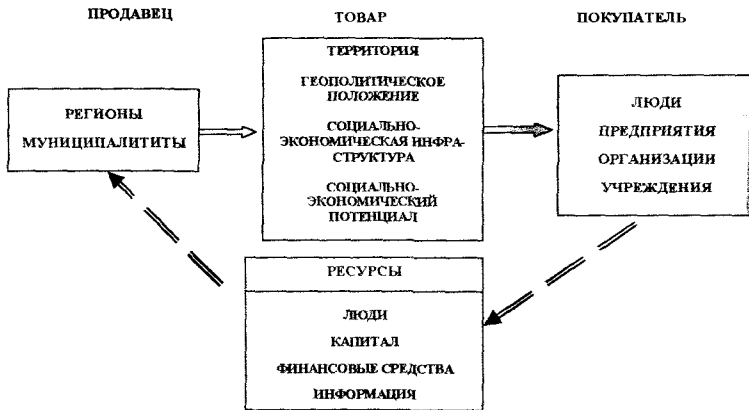 ПРОДАВЕЦ
ТОВАР
ПОКУПАТЕЛЬ
РЕГИОНЫ
МУНИЦИПАЛИТИТЫ
ТЕРРИТОРИЯ
ГЕОПОЛИТИЧЕСКОЕ
ПОЛОЖЕНИЕ
СОЦИАЛЬНО-
ЭКОНОМИЧЕСКАЯ ИНФРА-
СТРУКТУРА
СОЦИАЛЬНО-
ЭКОНОМИЧЕСКИЙ
ПОТЕНЦИАЛ
ЛЮДИ
ПРЕДПРИЯТИЯ
ОРГАНИЗАЦИИ
УЧРЕЖДЕНИЯ
РЕСУРСЫ
ЛЮДИ
КАПИТАЛ
ФИНАНСОВЫЕ СРЕДСТВА
ИНФОРМАЦИЯ